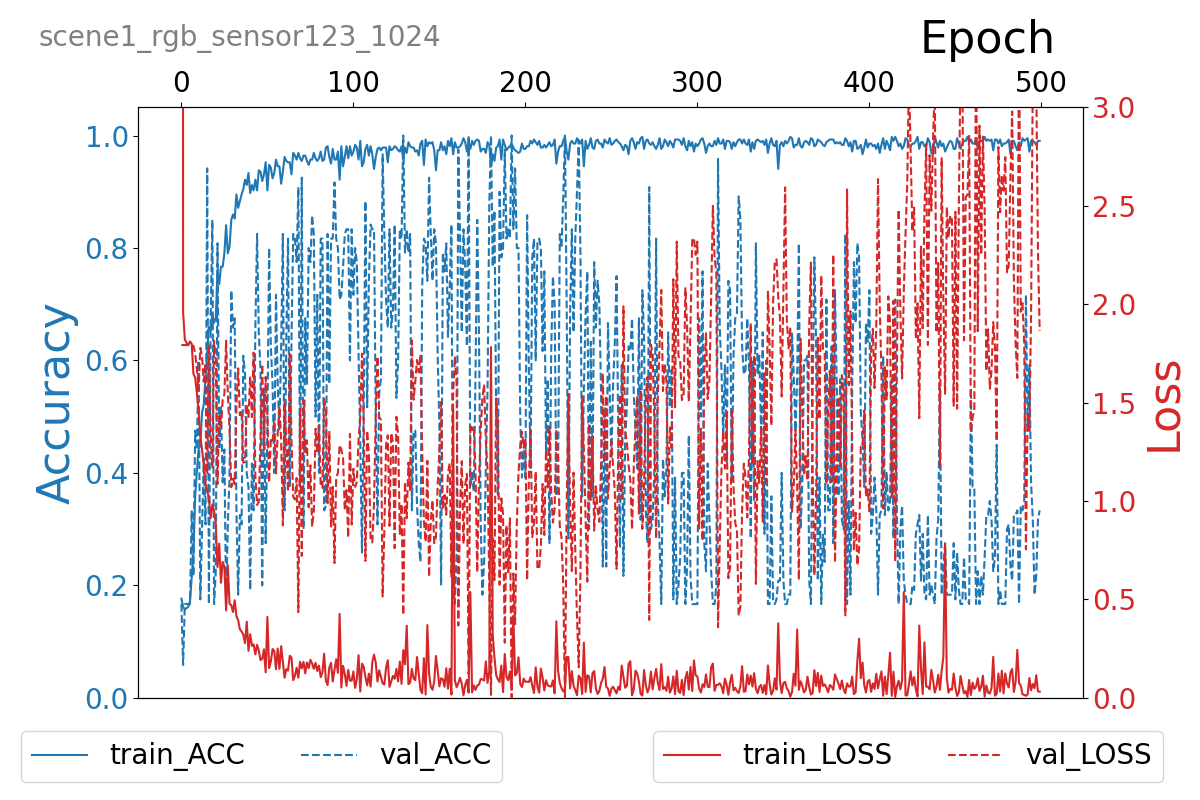 scene1_rgb_sensor123_1024
Epoch
0 100 200 300 400 500
1.0
0.8
0.6
0.4
0.2
0.0
Accuracy
3.0
2.5
2.0
1.5
1.0
0.5
0.0
Loss
train_ACC val_ACC
train_LOSS val_LOSS